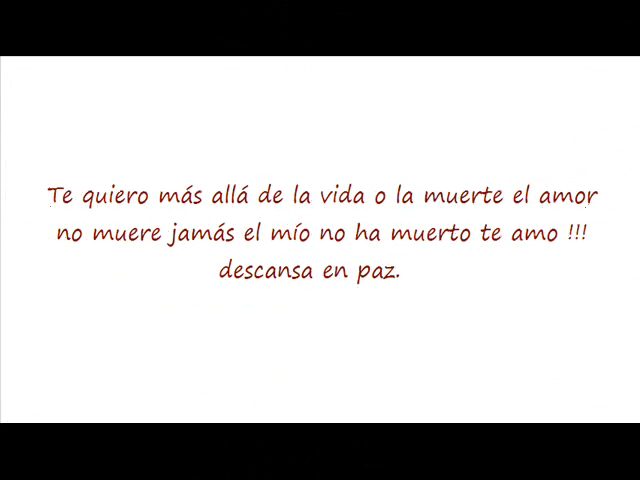 Te quiero más allá de la vida o la muerte el amor
no muere jamás el mío no ha muerto te amo !!!
descansa en paz.